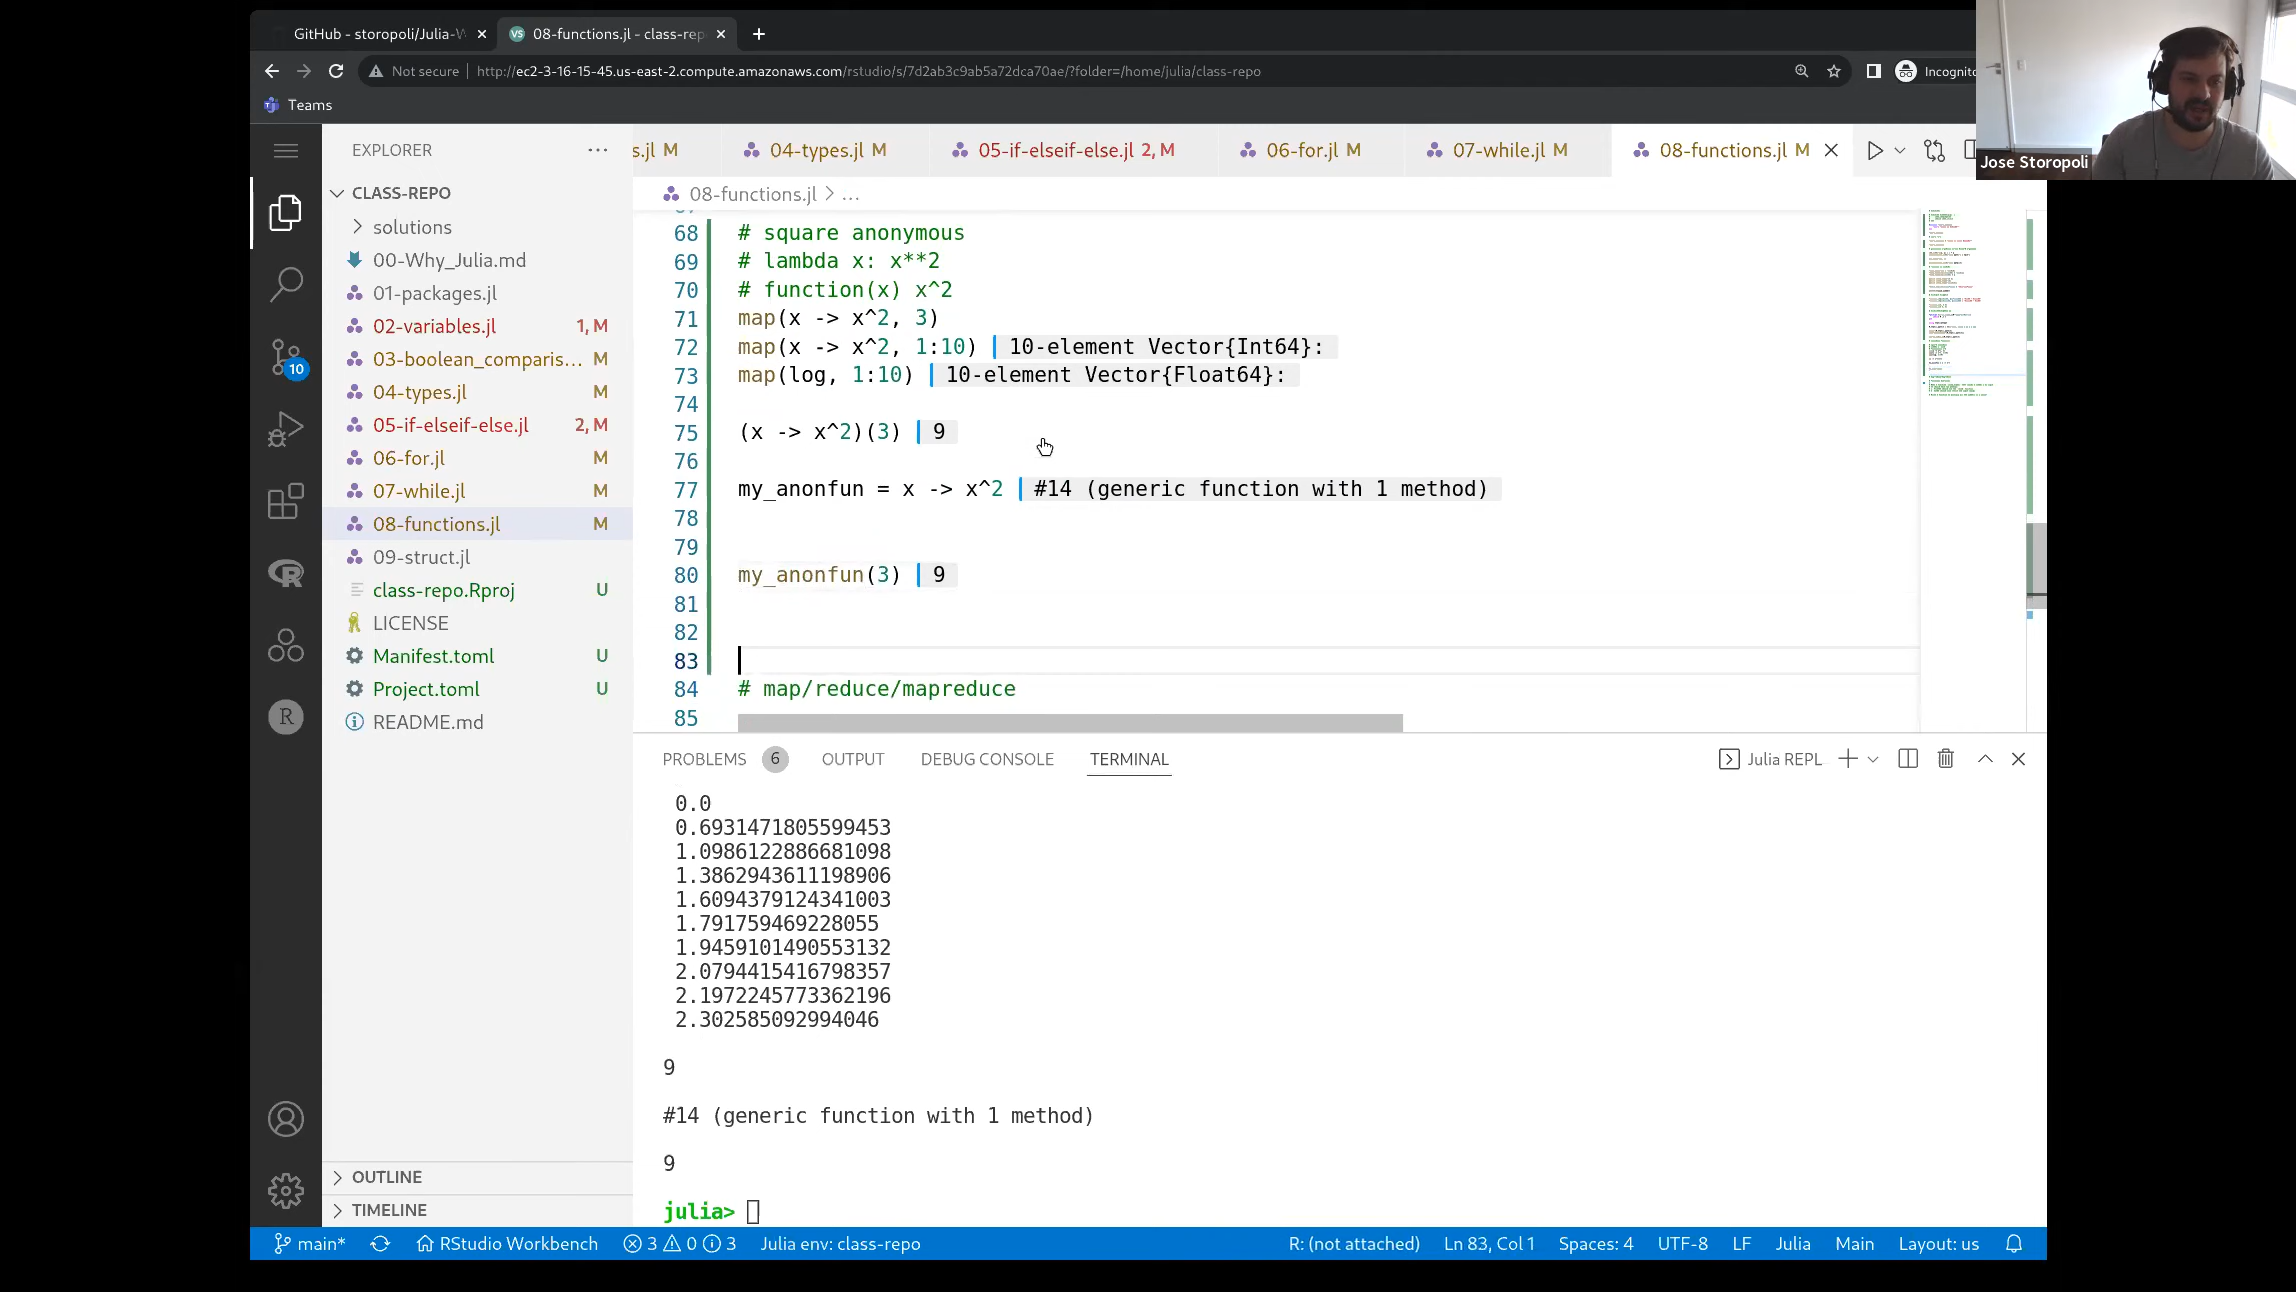 GitHub - storopoli/Julia-W
08-functions.jl - class-rep
Not secure
http://ec2-3-16-15-45.us-east-2.compute.amazonaws.com/rstudio/s/7d2ab3c9ab5a72dca70ae/?folder=/home/julia/class-repo
Incognito
Teams
Jose Storopoli
EXPLORER
CLASS-REPO
solutions
00-Why_Julia.md
01-packages.jl
02-variables.jl 1, M
03-boolean_comparis... M
04-types.jl M
05-if-elseif-else.jl 2, M
06-for.jl M
07-while.jl M
08-functions.jl M
09-struct.jl
class-repo.Rproj U
LICENSE
Manifest.toml U
Project.toml U
README.md
OUTLINE
TIMELINE
10
s.jl M
04-types.jl M
05-if-elseif-else.jl 2, M
06-for.jl M
07-while.jl M
08-functions.jl M
08-functions.jl > ...
68 # square anonymous
69 # lambda x: x**2
70 # function(x) x^2
71 map(x -> x^2, 3)
72 map(x -> x^2, 1:10) 10-element Vector{Int64}:
73 map(log, 1:10) 10-element Vector{Float64}:
74
75 (x -> x^2)(3) 9
76
77 my_anonfun = x -> x^2 #14 (generic function with 1 method)
78
79
80 my_anonfun(3) 9
81
82
83
84 # map/reduce/mapreduce
85
PROBLEMS 6 OUTPUT DEBUG CONSOLE TERMINAL
Julia REPL
0.0
0.6931471805599453
1.0986122886681098
1.3862943611198906
1.6094379124341003
1.791759469228055
1.9459101490553132
2.0794415416798357
2.1972245773362196
2.302585092994046
9
#14 (generic function with 1 method)
9
julia>
main* RStudio Workbench 3 0 3 Julia env: class-repo
R: (not attached) Ln 83, Col 1 Spaces: 4 UTF-8 LF Julia Main Layout: us